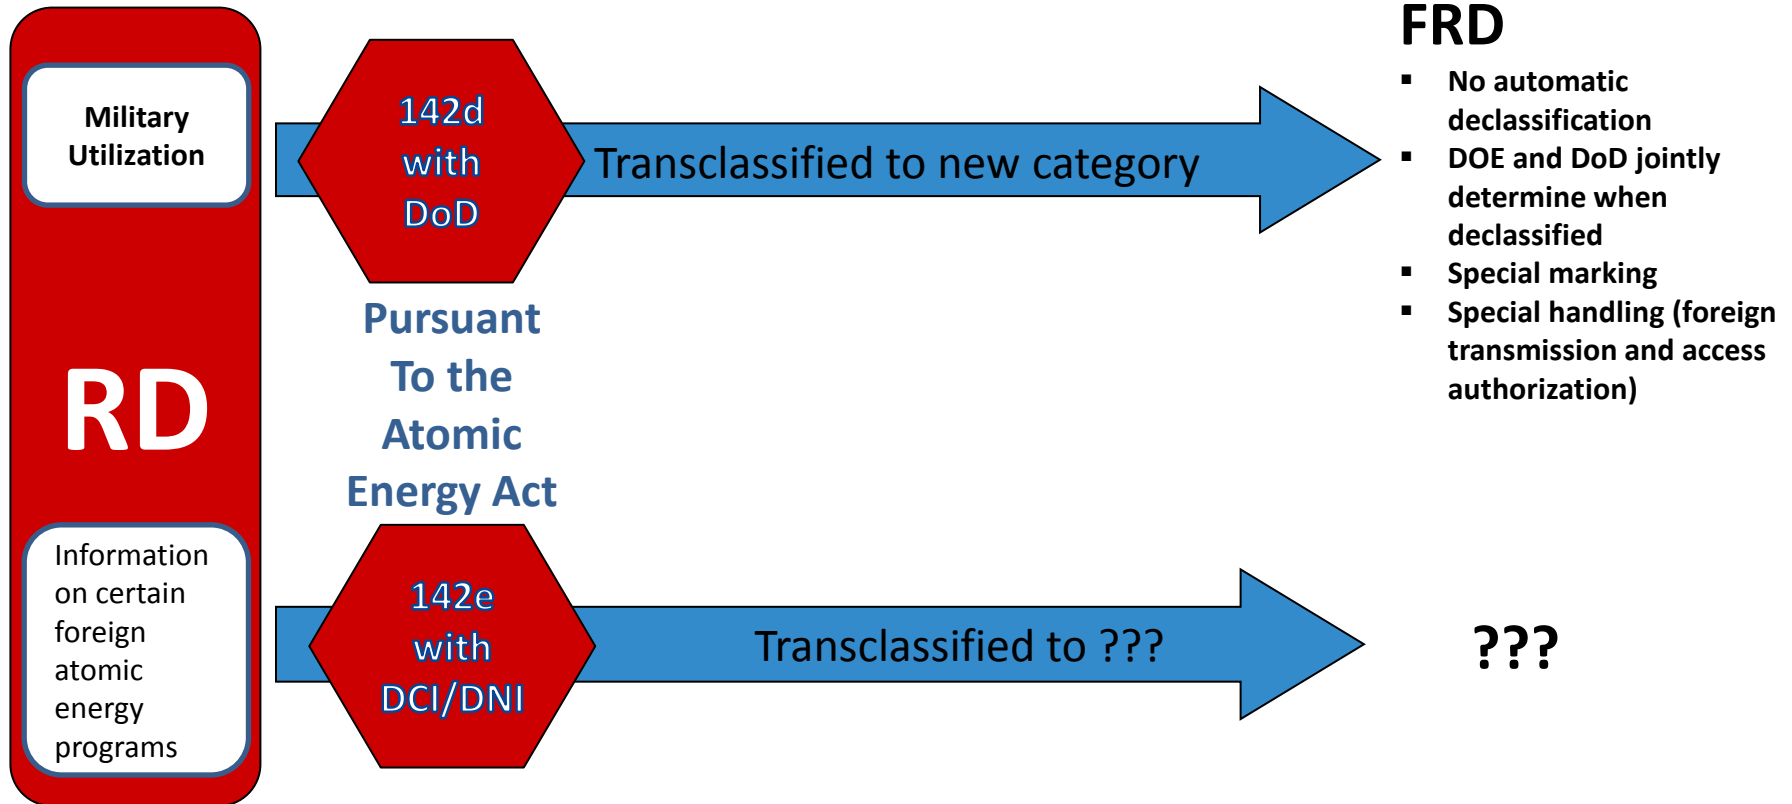 Military
Utilization
RD
Information
on certain
foreign
atomic
energy
programs
142d
with
DoD
Pursuant
To the
Atomic
Energy Act
142e
with
DCI/DNI
Transclassified to new category
Transclassified to ???
FRD
▪ No automatic
declassification
▪ DOE and DoD jointly
determine when
declassified
▪ Special marking
▪ Special handling (foreign
transmission and access
authorization)
???